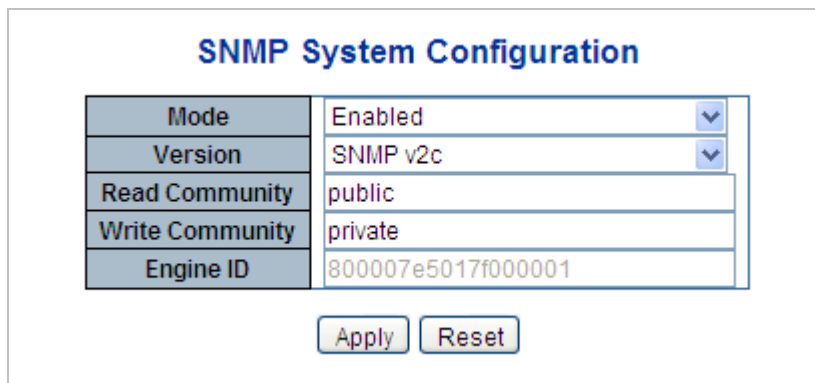 SNMP System Configuration
Mode Enabled
Version SNMP v2c
Read Community public
Write Community private
Engine ID 800007e5017f000001
Apply Reset